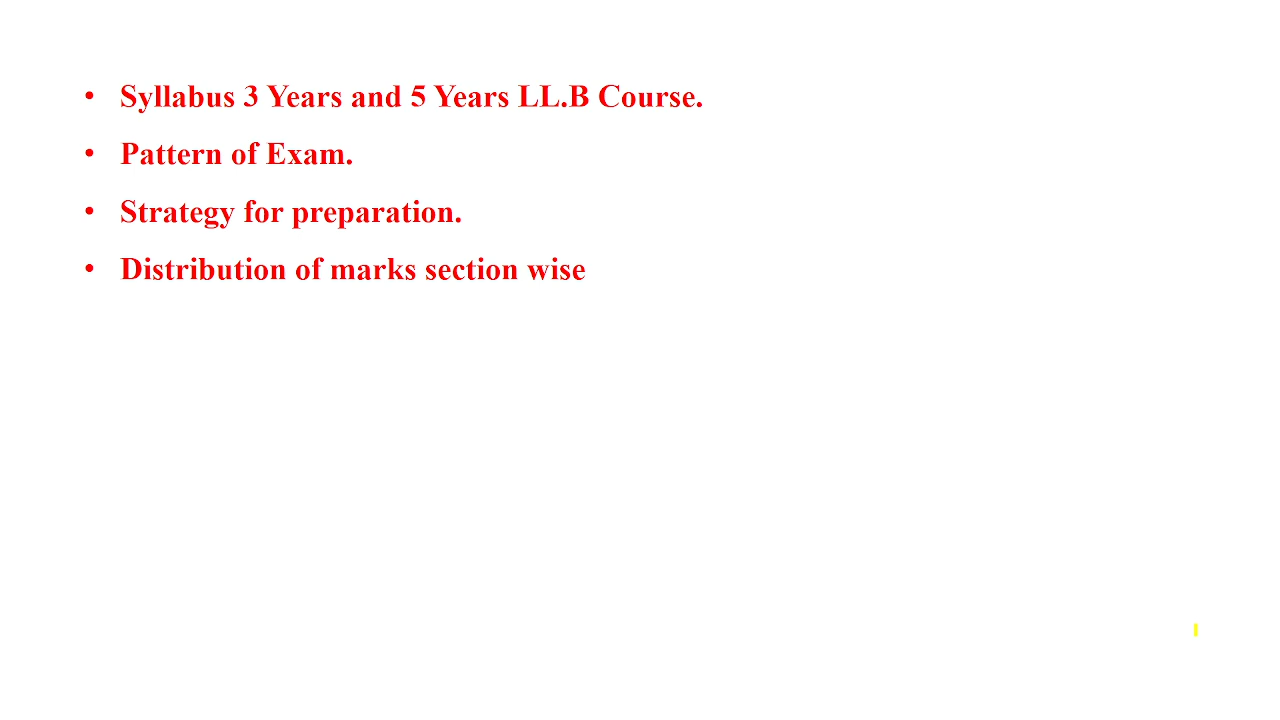 • Syllabus 3 Years and 5 Years LL.B Course.
• Pattern of Exam.
• Strategy for preparation.
• Distribution of marks section wise